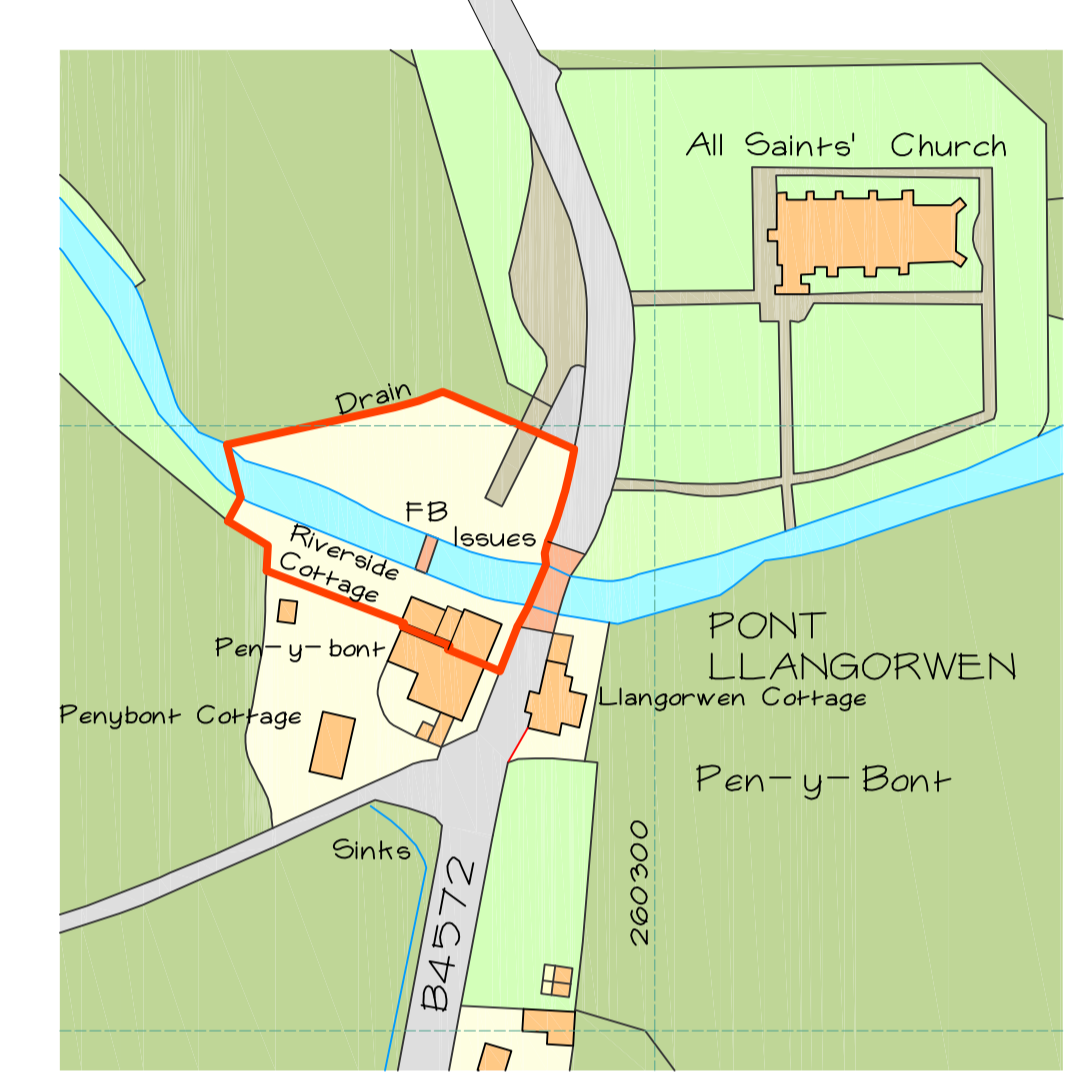 All Saints' Church
Drain
FB
Issues
Riverside
Cottage
Pen-y-bont
PONT
LLANGORWEN
Llangorwen Cottage
Penybont Cottage
Pen-y-Bont
Sinks
260300
B4572